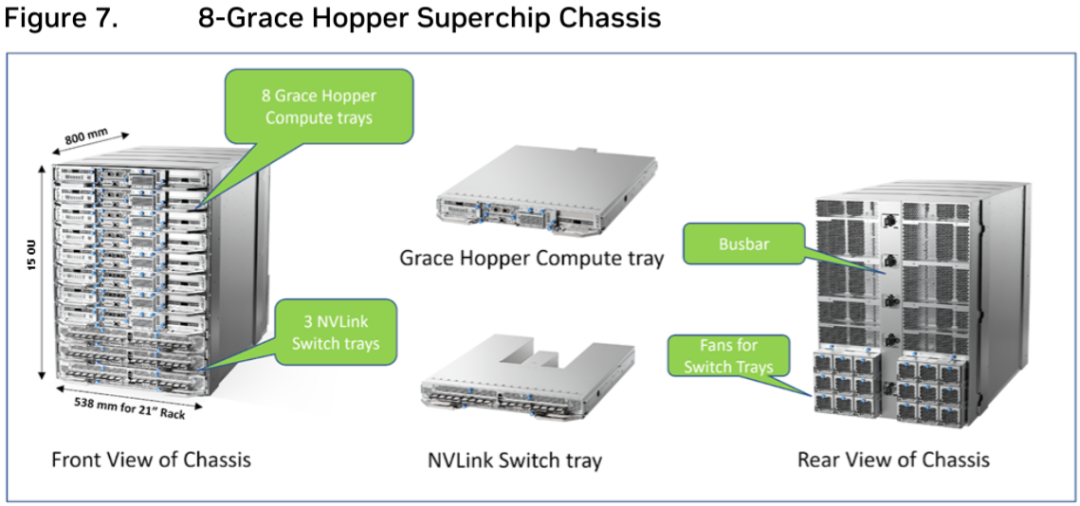 Figure 7. 8-Grace Hopper Superchip Chassis
8 Grace Hopper
Compute trays
800 mm
15 OU
3 NVLink
Switch trays
538 mm for 21” Rack
Front View of Chassis
Grace Hopper Compute tray
NVLink Switch tray
Busbar
Fans for
Switch Trays
Rear View of Chassis